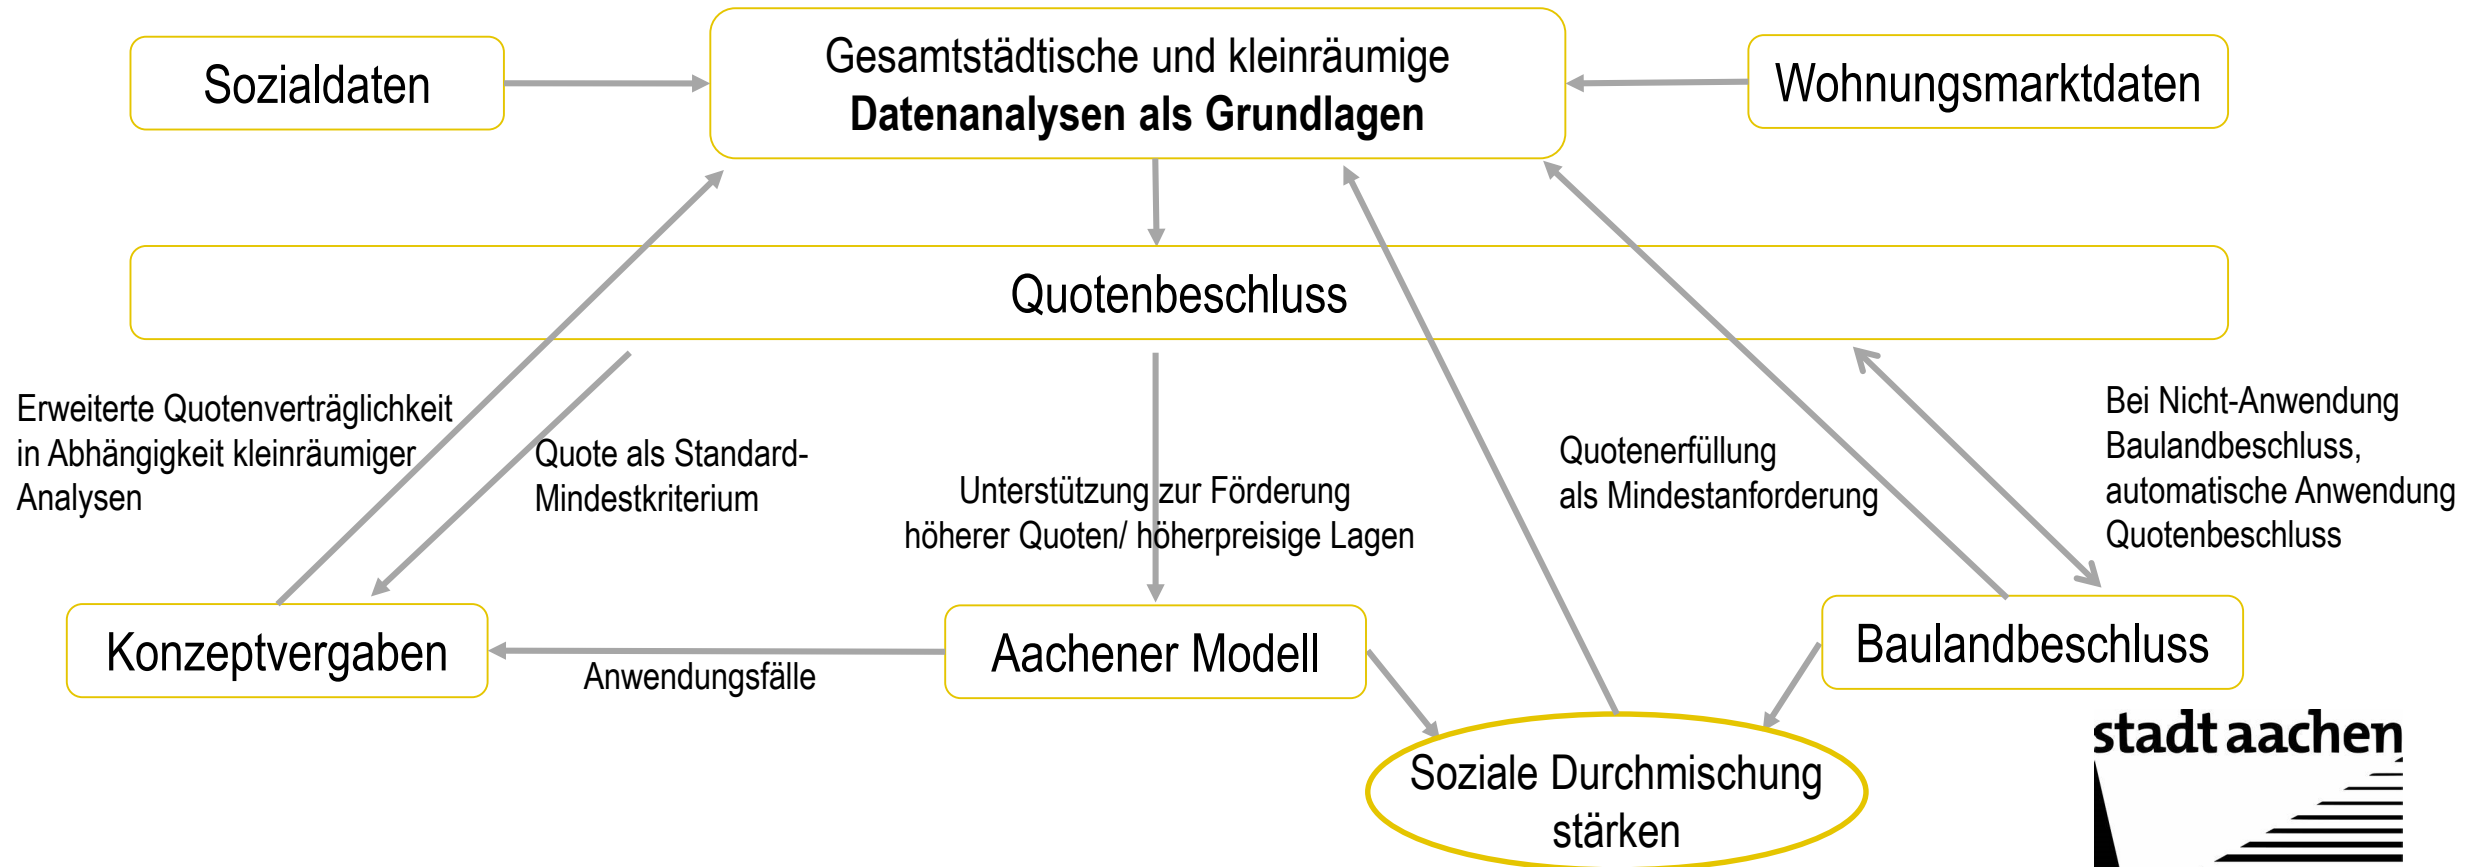 Sozialdaten
Gesamtstädtische und kleinräumige
Datenanalysen als Grundlagen
Wohnungsmarktdaten
Quotenbeschluss
Erweiterte Quotenverträglichkeit
in Abhängigkeit kleinräumiger
Analysen
Quote als Standard-
Mindestkriterium
Unterstützung zur Förderung
höherer Quoten/ höherpreisige Lagen
Quotenerfüllung
als Mindestanforderung
Bei Nicht-Anwendung
Baulandbeschluss,
automatische Anwendung
Quotenbeschluss
Konzeptvergaben
Anwendungsfälle
Aachener Modell
Baulandbeschluss
Soziale Durchmischung
stärken
stadt aachen